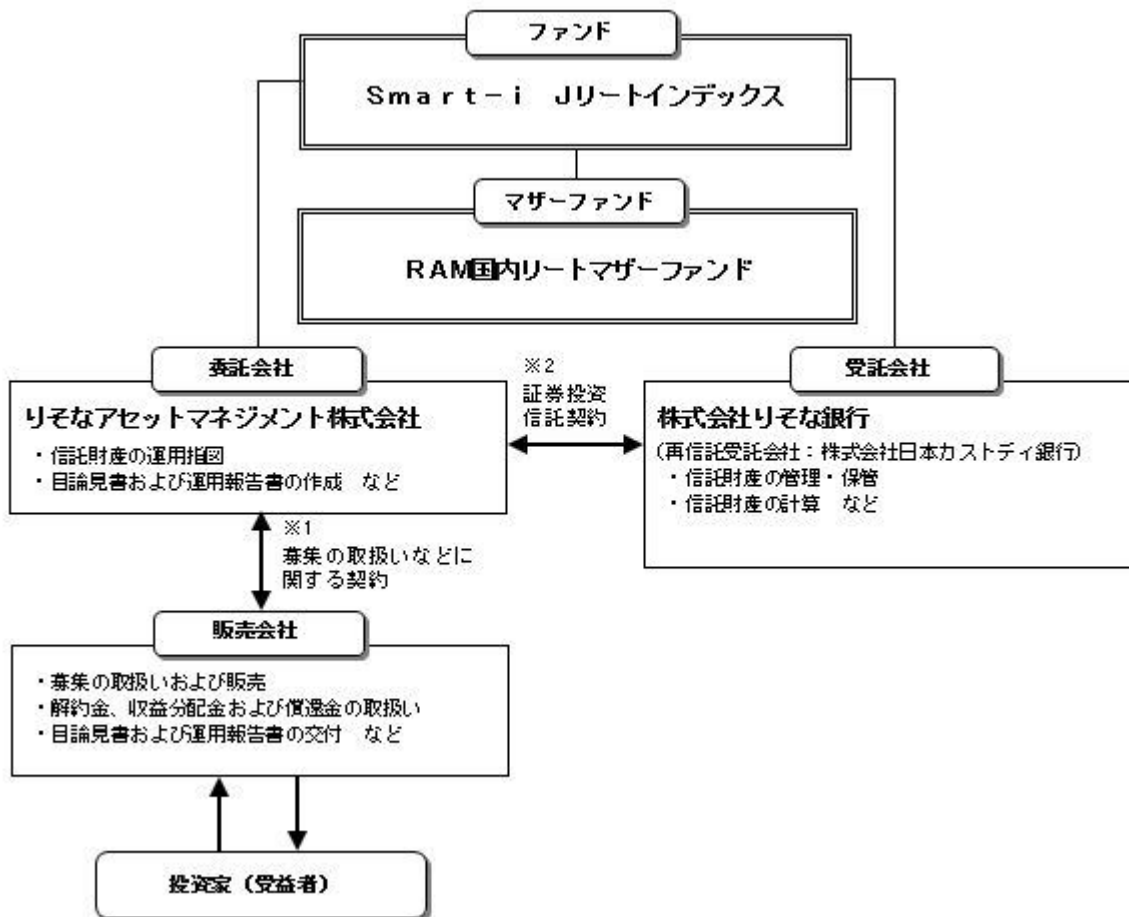 ファンド
Smart-i Jリートインデックス
マザーファンド
RAM国内リートマザーファンド
委託会社
りそなアセットマネジメント株式会社
・信託財産の運用指図
・目論見書および運用報告書の作成 など
※2
証券投資
信託契約
受託会社
株式会社りそな銀行
(再信託受託会社:株式会社日本カストディ銀行)
・信託財産の管理・保管
・信託財産の計算 など
※1
募集の取扱いなどに
関する契約
販売会社
・募集の取扱いおよび販売
・解約金、収益分配金および償還金の取扱い
・目論見書および運用報告書の交付 など
投資家(受益者)